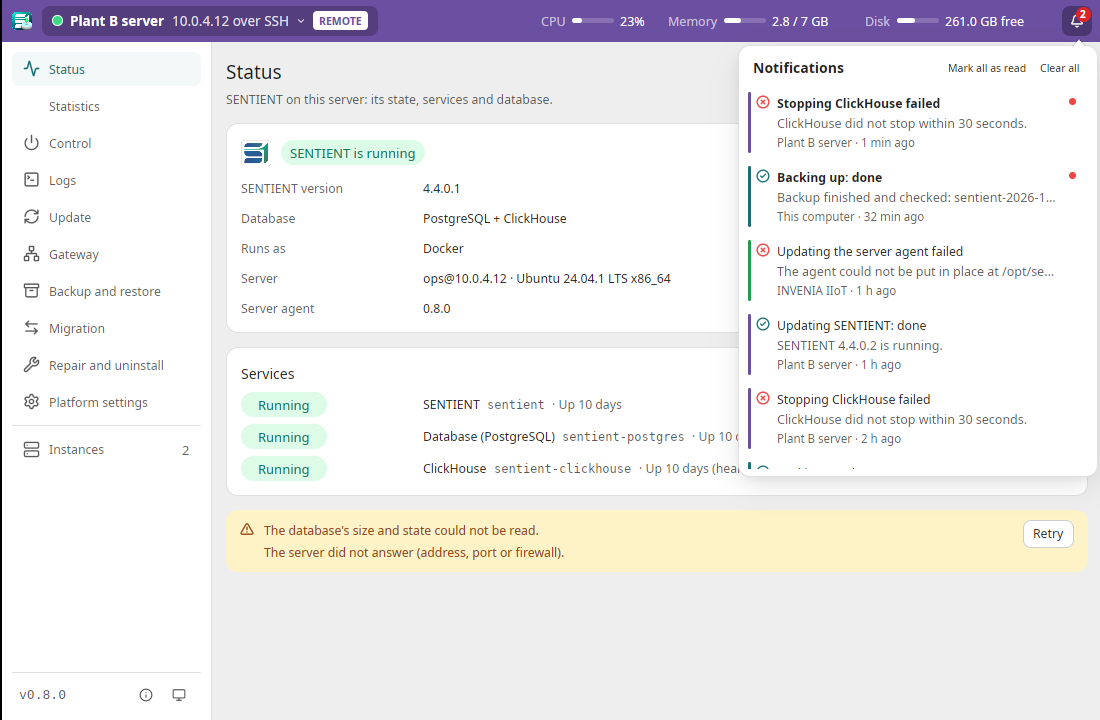 Plant B server 10.0.4.12 over SSH REMOTE CPU 23% Memory 2.8 / 7 GB Disk 261.0 GB free 2
Status
Statistics
Control
Logs
Update
Gateway
Backup and restore
Migration
Repair and uninstall
Platform settings
Instances 2
v0.8.0
Status
SENTIENT on this server: its state, services and database.
SENTIENT is running
SENTIENT version 4.4.0.1
Database PostgreSQL + ClickHouse
Runs as Docker
Server ops@10.0.4.12 · Ubuntu 24.04.1 LTS x86_64
Server agent 0.8.0
Services
Running SENTIENT sentient · Up 10 days
Running Database (PostgreSQL) sentient-postgres · Up 10
Running ClickHouse sentient-clickhouse · Up 10 days (hea
The database's size and state could not be read.
The server did not answer (address, port or firewall).
Retry
Notifications Mark all as read Clear all
Stopping ClickHouse failed
ClickHouse did not stop within 30 seconds.
Plant B server · 1 min ago
Backing up: done
Backup finished and checked: sentient-2026-1...
This computer · 32 min ago
Updating the server agent failed
The agent could not be put in place at /opt/se...
INVENIA IIoT · 1 h ago
Updating SENTIENT: done
SENTIENT 4.4.0.2 is running.
Plant B server · 1 h ago
Stopping ClickHouse failed
ClickHouse did not stop within 30 seconds.
Plant B server · 2 h ago